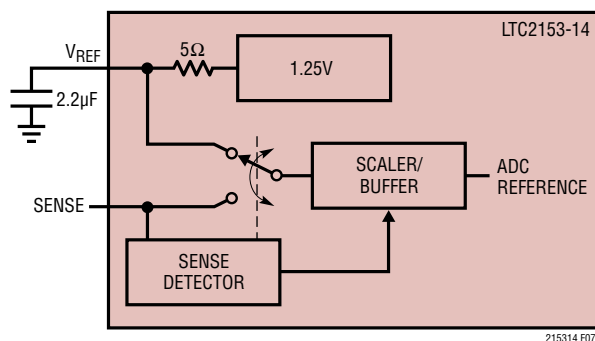 LTC2153-14
VREF
5Ω
1.25V
2.2µF
SCALER/
BUFFER
ADC
REFERENCE
SENSE
SENSE
DETECTOR
215314 F07